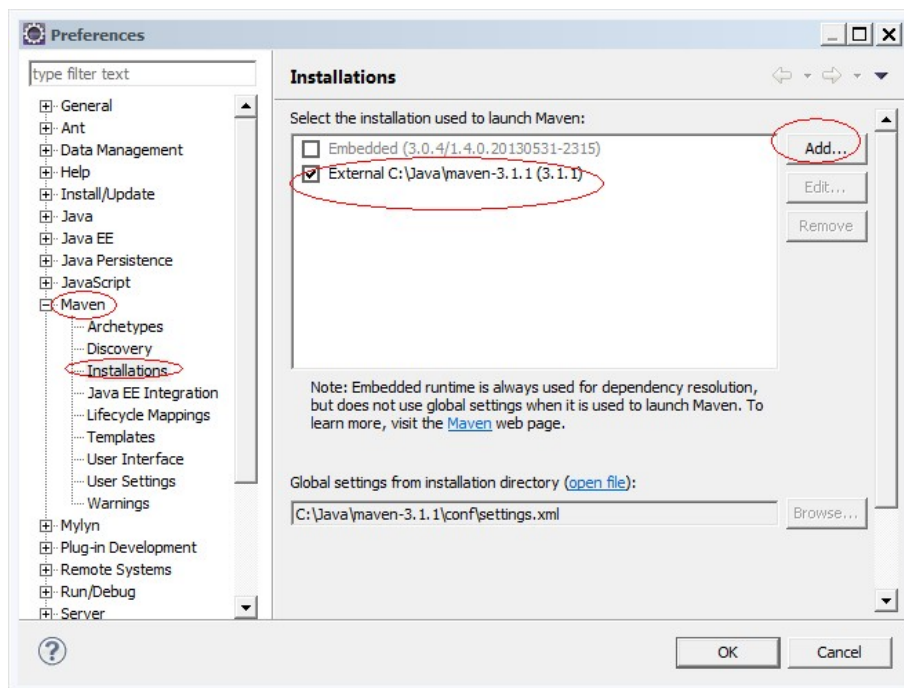 Preferences
type filter text
Installations
General
Ant
Data Management
Help
Install/Update
Java
Java EE
Java Persistence
JavaScript
Maven
Archetypes
Discovery
Installations
Java EE Integration
Lifecycle Mappings
Templates
User Interface
User Settings
Warnings
Mylyn
Plug-in Development
Remote Systems
Run/Debug
Server
Select the installation used to launch Maven:
Embedded (3.0.4/1.4.0.20130531-2315)
External C:\Java\maven-3.1.1 (3.1.1)
Add...
Edit...
Remove
Note: Embedded runtime is always used for dependency resolution,
but does not use global settings when it is used to launch Maven. To
learn more, visit the Maven web page.
Global settings from installation directory (open file):
C:\Java\maven-3.1.1\conf\settings.xml
Browse...
OK
Cancel